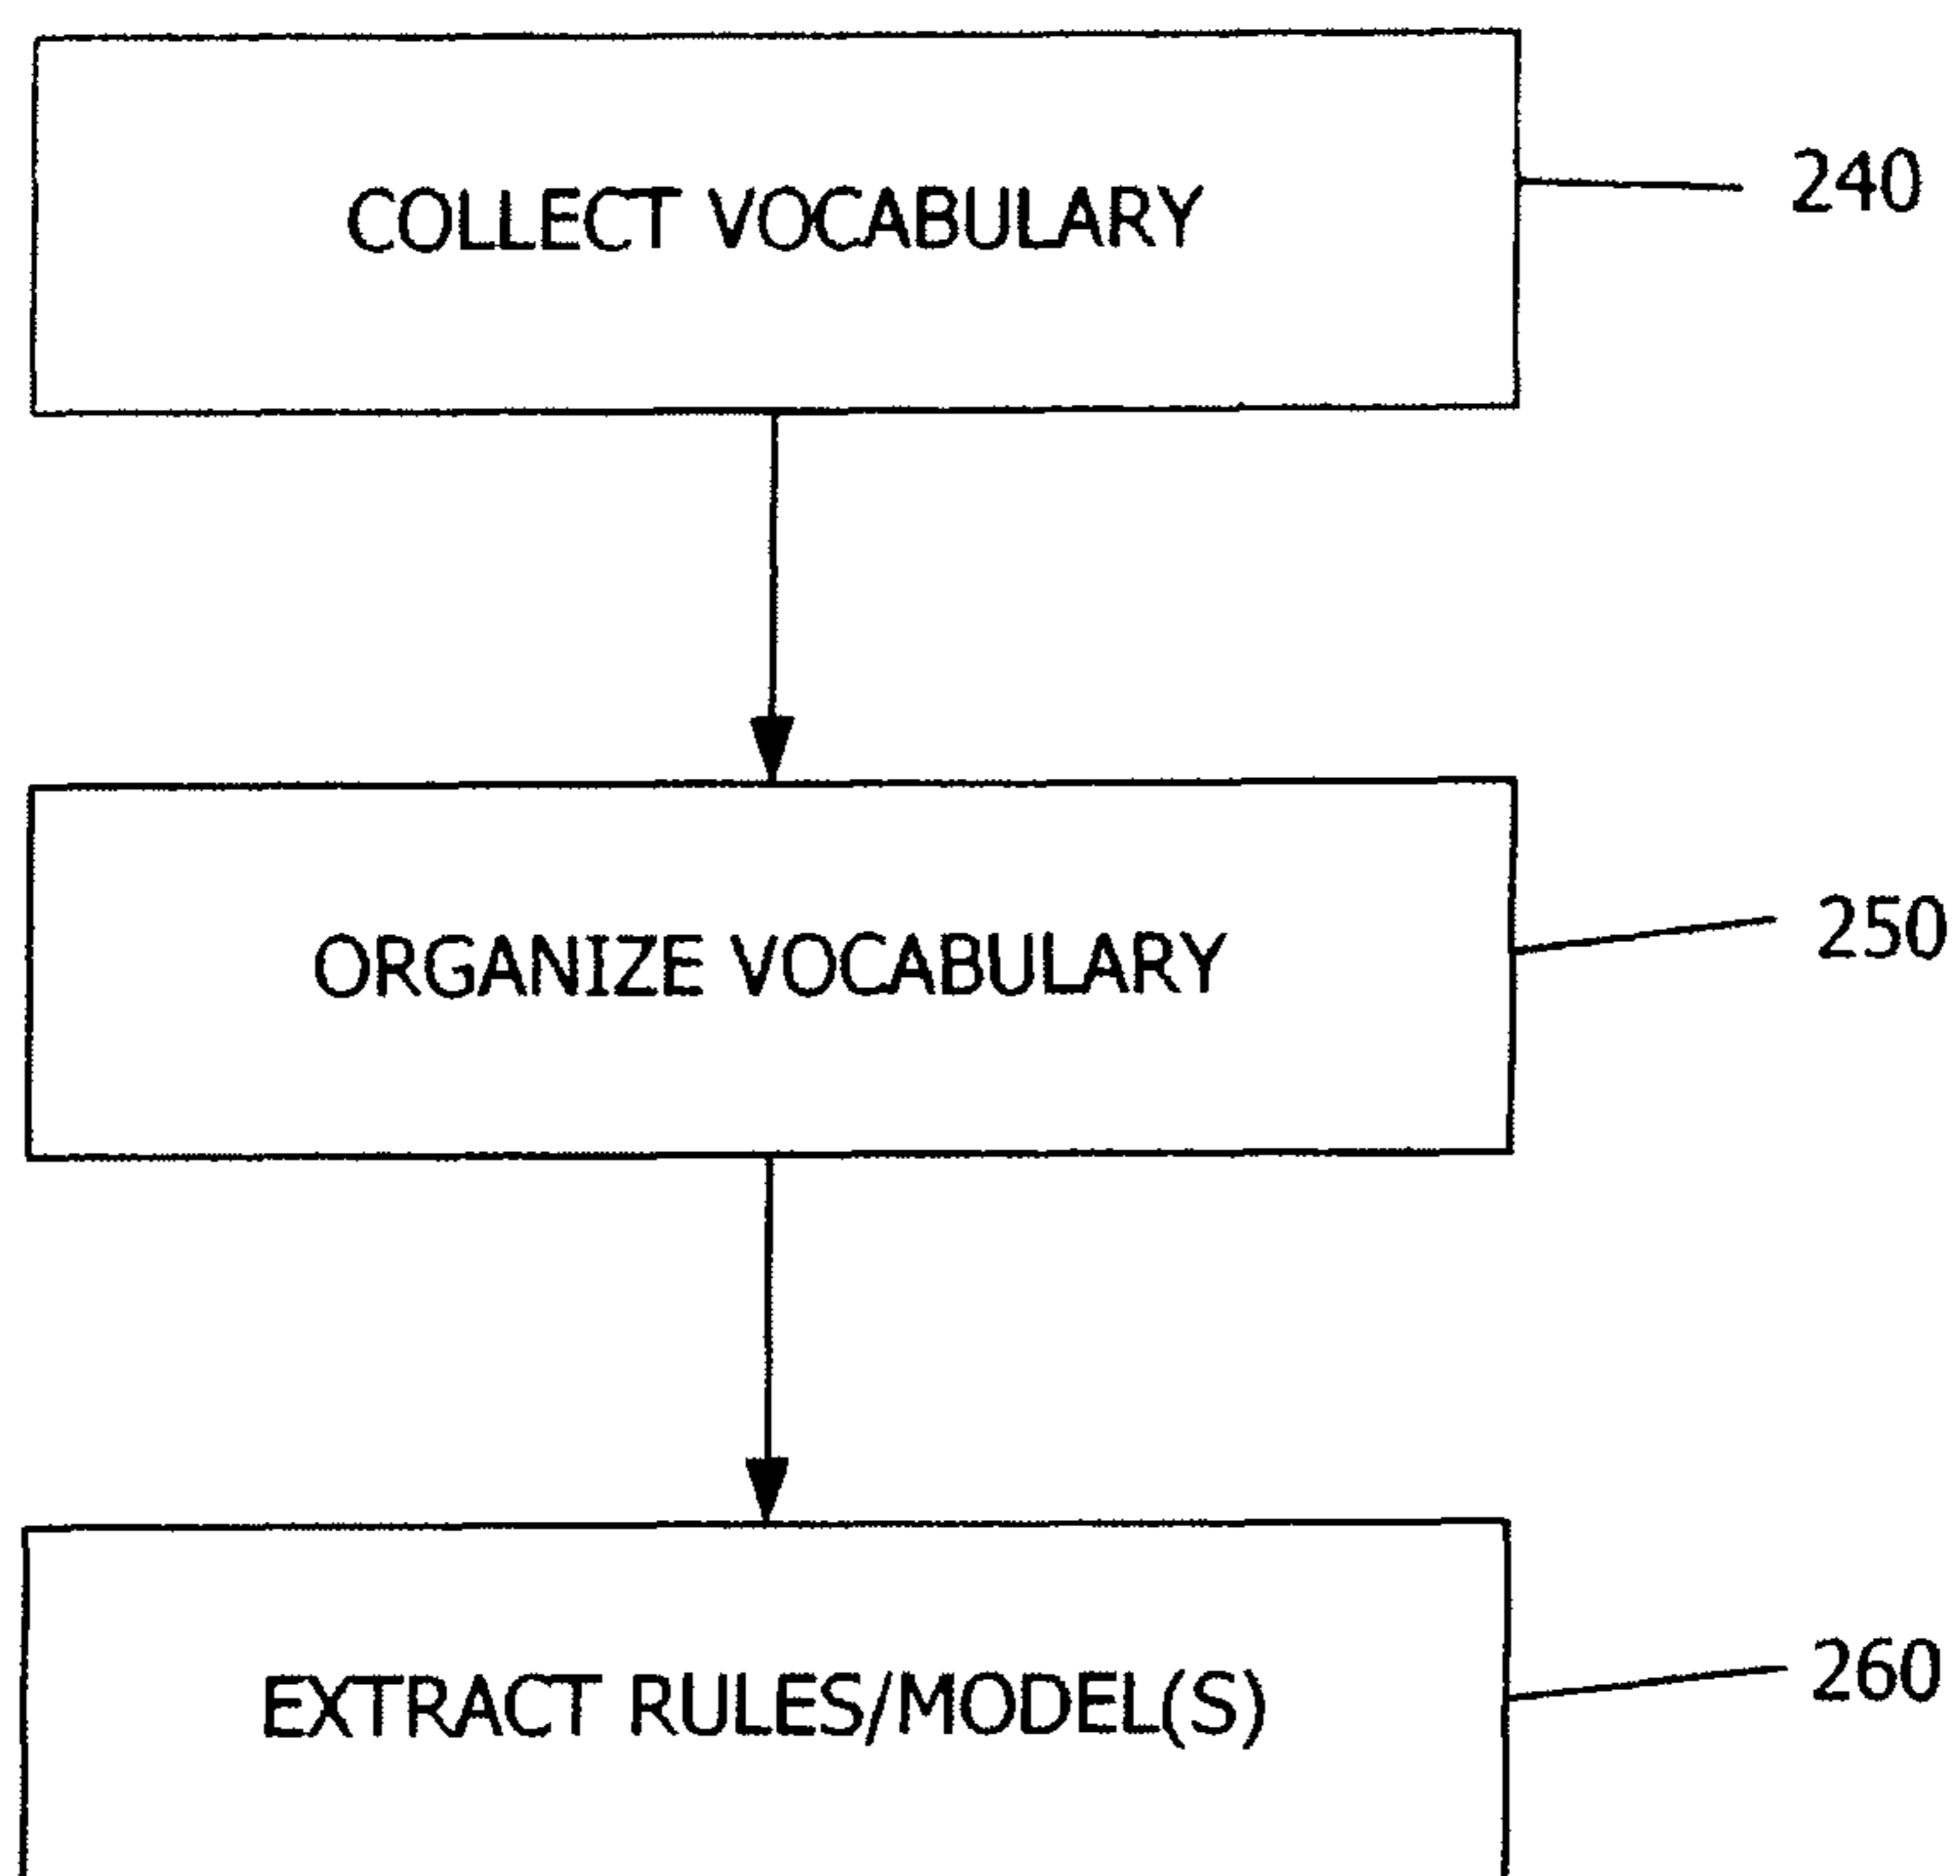 COLLECT VOCABULARY
240
ORGANIZE VOCABULARY
250
EXTRACT RULES/MODEL(S)
260